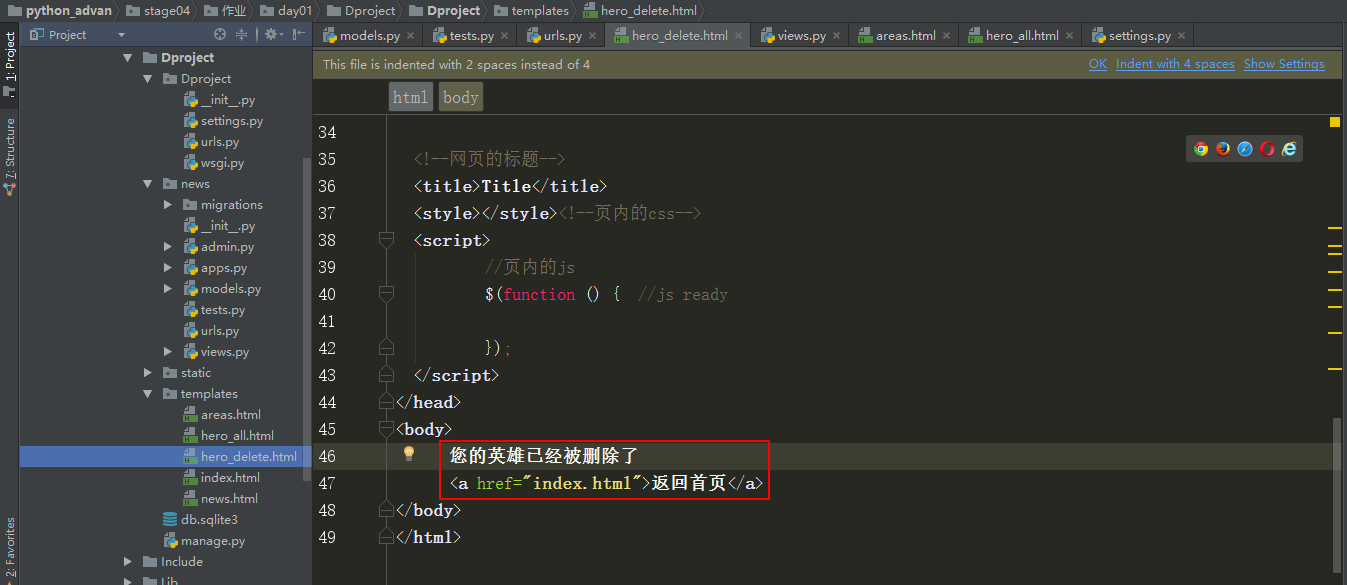 python_advan stage04 作业 day01 Dproject Dproject templates hero_delete.html
1: Project
7: Structure
2: Favorites
Project
Dproject
Dproject
__init__.py
settings.py
urls.py
wsgi.py
news
migrations
__init__.py
admin.py
apps.py
models.py
tests.py
urls.py
views.py
static
templates
areas.html
hero_all.html
hero_delete.html
index.html
news.html
db.sqlite3
manage.py
Include
Lib
models.py tests.py urls.py hero_delete.html views.py areas.html hero_all.html settings.py
This file is indented with 2 spaces instead of 4 OK Indent with 4 spaces Show Settings
html body
34
35 <!--网页的标题-->
36 <title>Title</title>
37 <style></style><!--页内的css-->
38 <script>
39 //页内的js
40 $(function () { //js ready
41
42 });
43 </script>
44 </head>
45 <body>
46 您的英雄已经被删除了
47 <a href="index.html">返回首页</a>
48 </body>
49 </html>